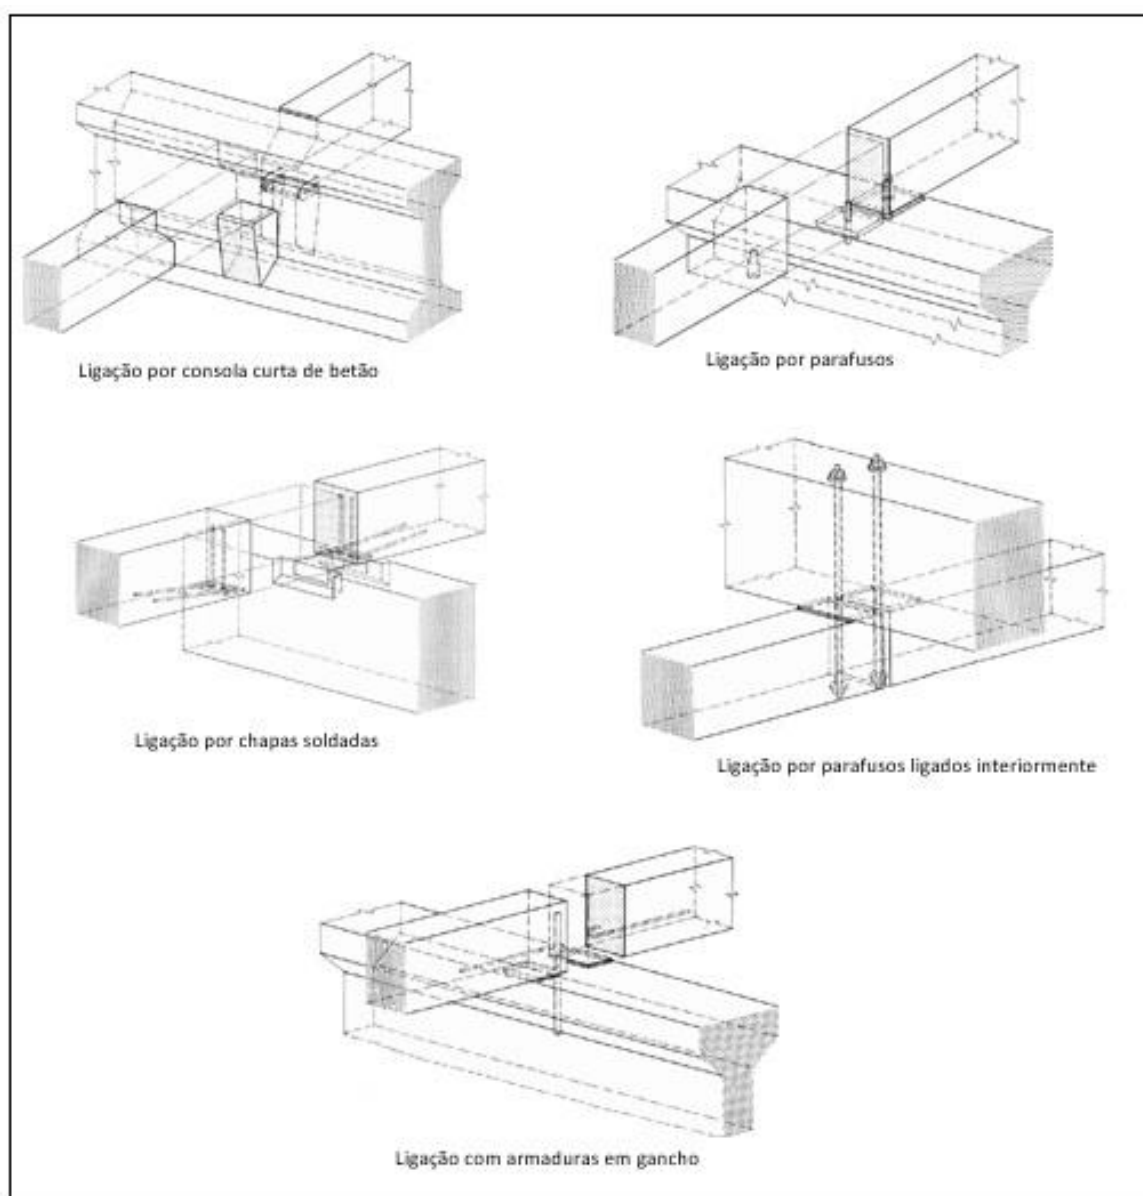 Ligação por consola curta de betão
Ligação por parafusos
Ligação por chapas soldadas
Ligação por parafusos ligados interiormente
Ligação com armaduras em gancho